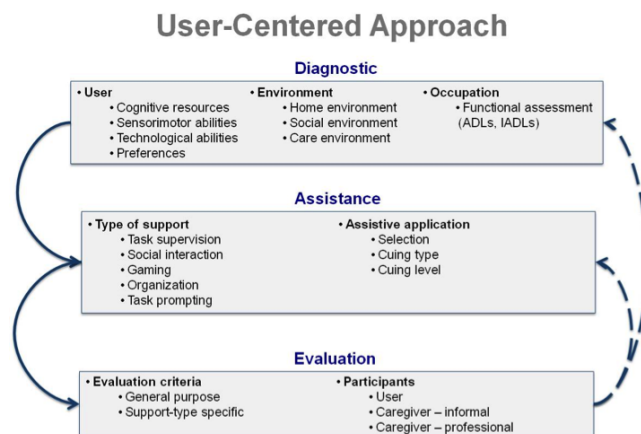 User-Centered Approach
Diagnostic
• User
• Cognitive resources
• Sensorimotor abilities
• Technological abilities
• Preferences
• Environment
• Home environment
• Social environment
• Care environment
• Occupation
• Functional assessment
(ADLs, IADLs)
Assistance
• Type of support
• Task supervision
• Social interaction
• Gaming
• Organization
• Task prompting
• Assistive application
• Selection
• Cuing type
• Cuing level
Evaluation
• Evaluation criteria
• General purpose
• Support-type specific
• Participants
• User
• Caregiver – informal
• Caregiver – professional